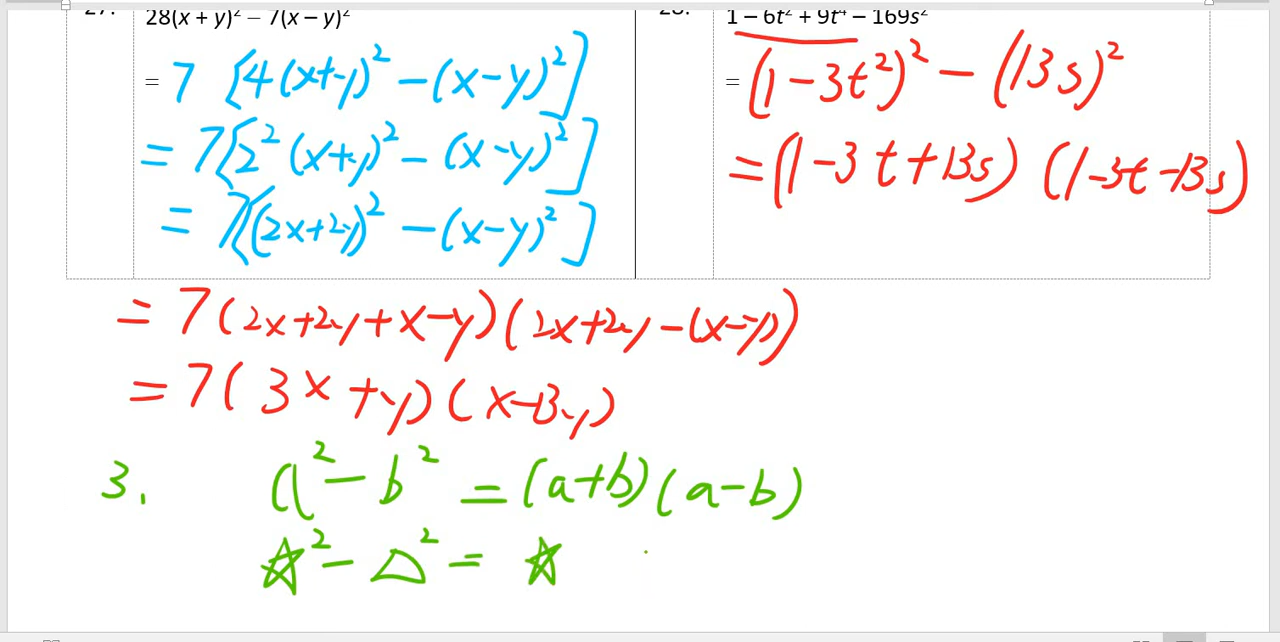 28(x + y)² − 7(x − y)²
= 7 [4(x+y)² − (x−y)²]
= 7[2² (x+y)² − (x−y)²]
= 7[(2x+2y)² − (x−y)²]
= 7(2x+2y+x−y)(2x+2y−(x−y))
= 7(3x+y)(x+3y)
1 − 6t² + 9t⁴ − 169s²
= (1−3t²)² − (13s)²
= (1−3t+13s)(1−3t−13s)
3. a² − b² = (a+b)(a−b)
☆² − △² = ☆